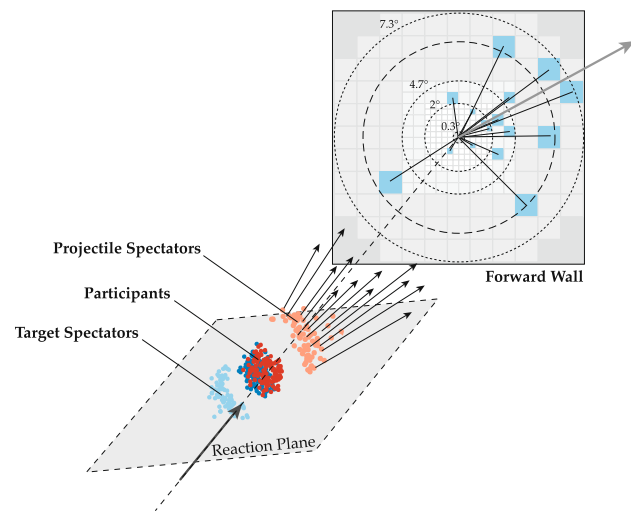 7.3°
4.7°
2°
0.3°
Forward Wall
Projectile Spectators
Participants
Target Spectators
Reaction Plane